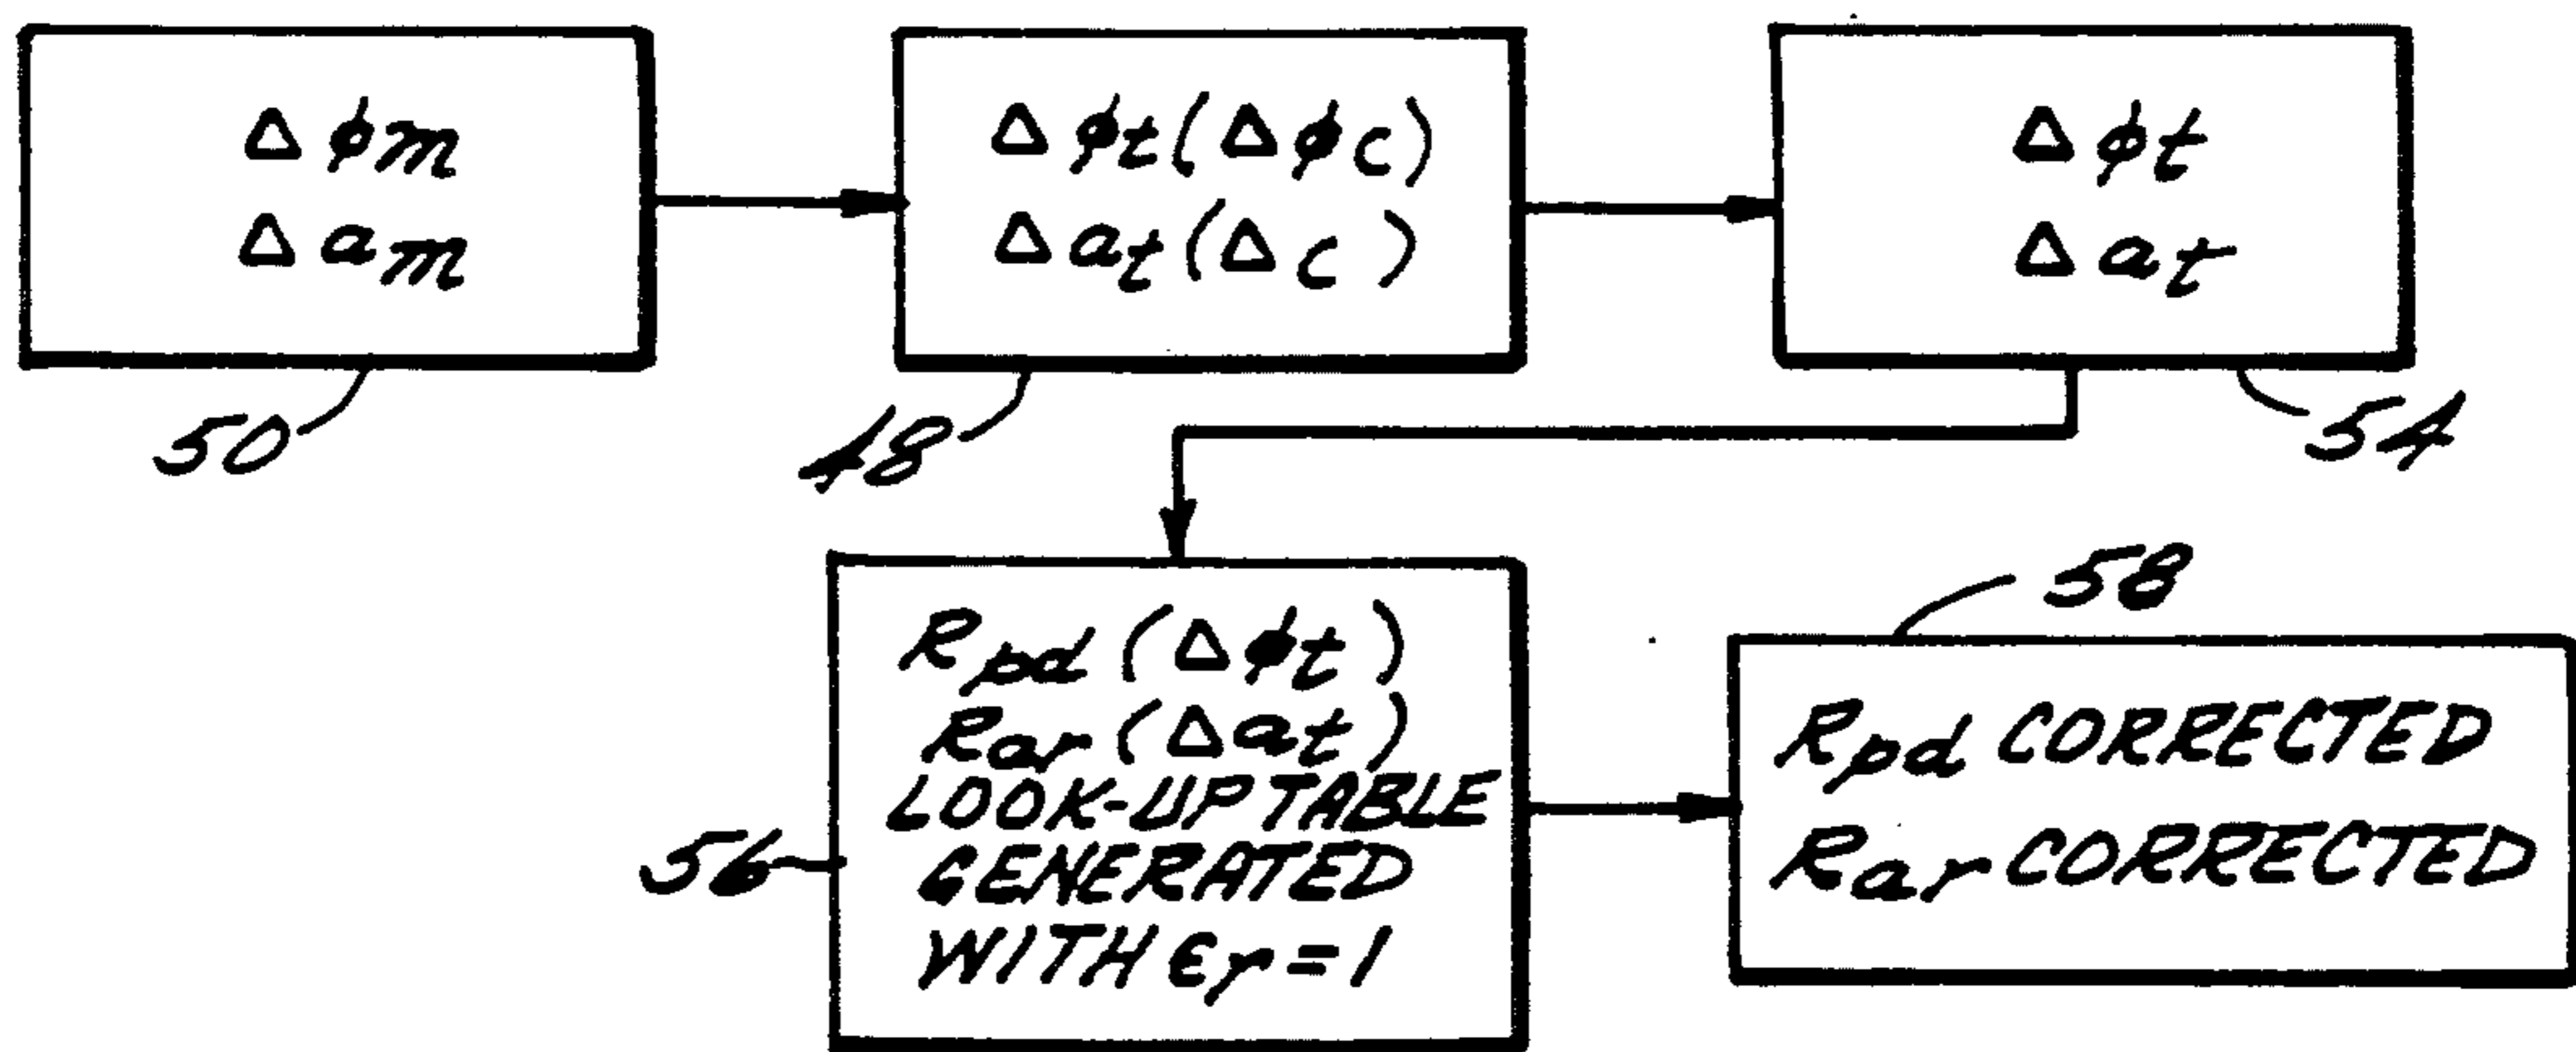 Δϕm
Δam
50
Δϕt(Δϕc)
Δat(Δc)
48
Δϕt
Δat
54
Rpd(Δϕt)
Rar(Δat)
LOOK-UP TABLE
GENERATED
WITH ϵr=1
56
58
Rpd CORRECTED
Rar CORRECTED